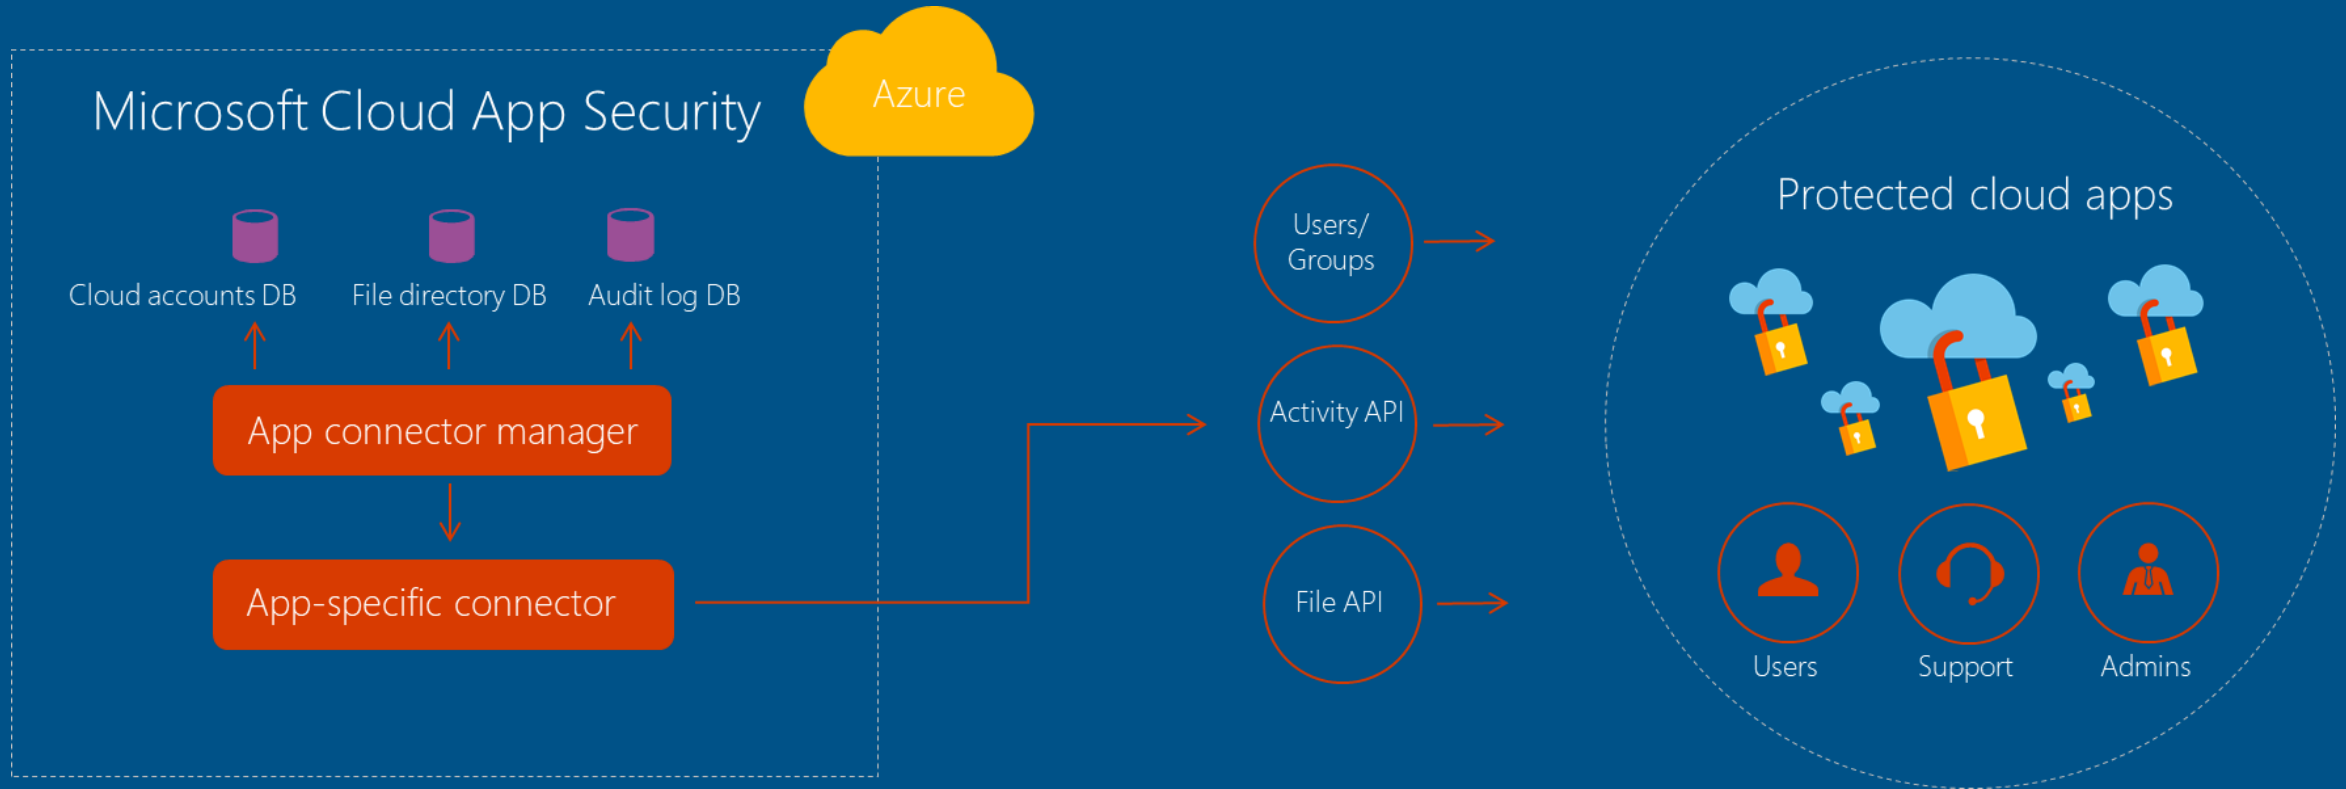 Azure
Microsoft Cloud App Security
Cloud accounts DB
File directory DB
Audit log DB
App connector manager
App-specific connector
Users/
Groups
Activity API
File API
Protected cloud apps
Users
Support
Admins